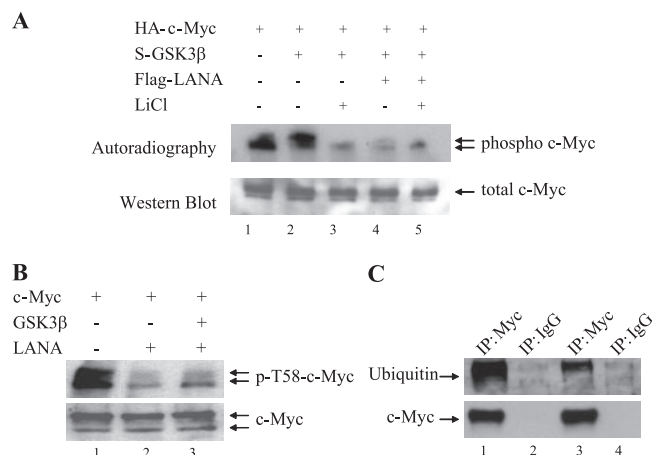 A
HA-c-Myc + + + + +
S-GSK3β - + + + +
Flag-LANA - - - + +
LiCl - - + - +
Autoradiography
phospho c-Myc
Western Blot
total c-Myc
1 2 3 4 5
B
c-Myc + + +
GSK3β - - +
LANA - + +
p-T58-c-Myc
c-Myc
1 2 3
C
IP:Myc IP:IgG IP:Myc IP:IgG
Ubiquitin
c-Myc
1 2 3 4